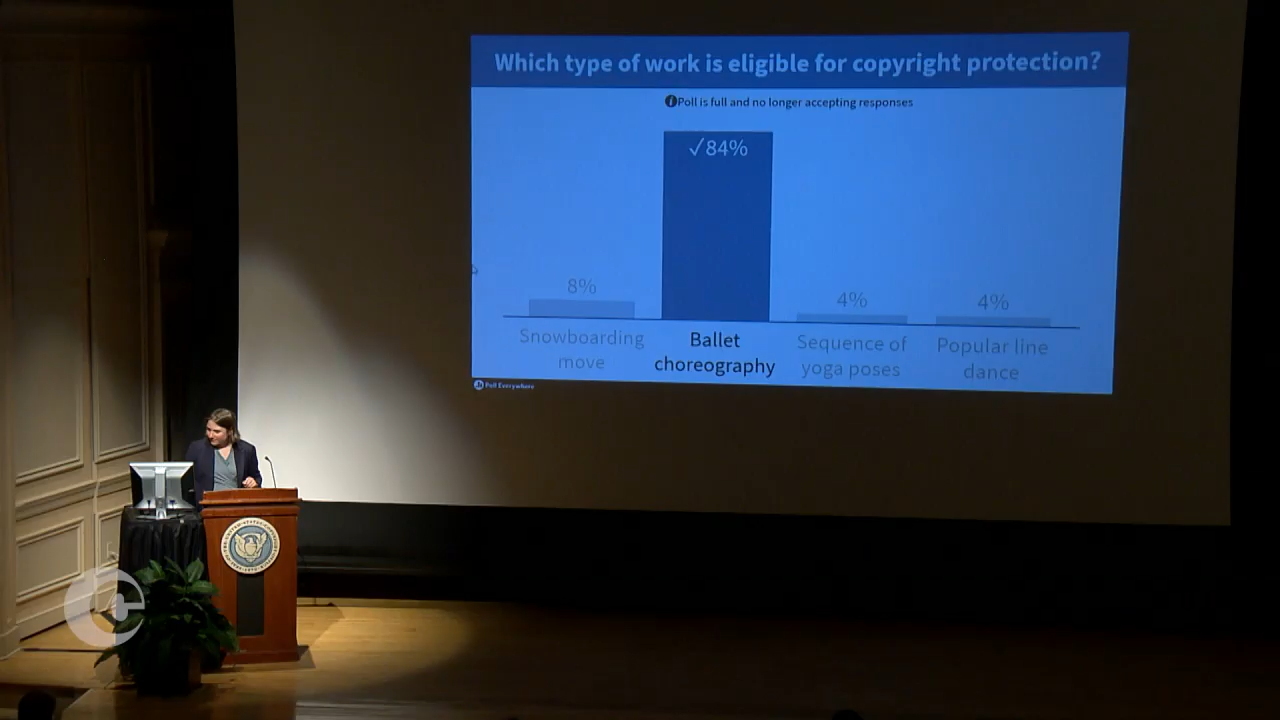 Which type of work is eligible for copyright protection?
Poll is full and no longer accepting responses
✓84%
8%
4%
4%
Snowboarding
move
Ballet
choreography
Sequence of
yoga poses
Popular line
dance
Poll Everywhere